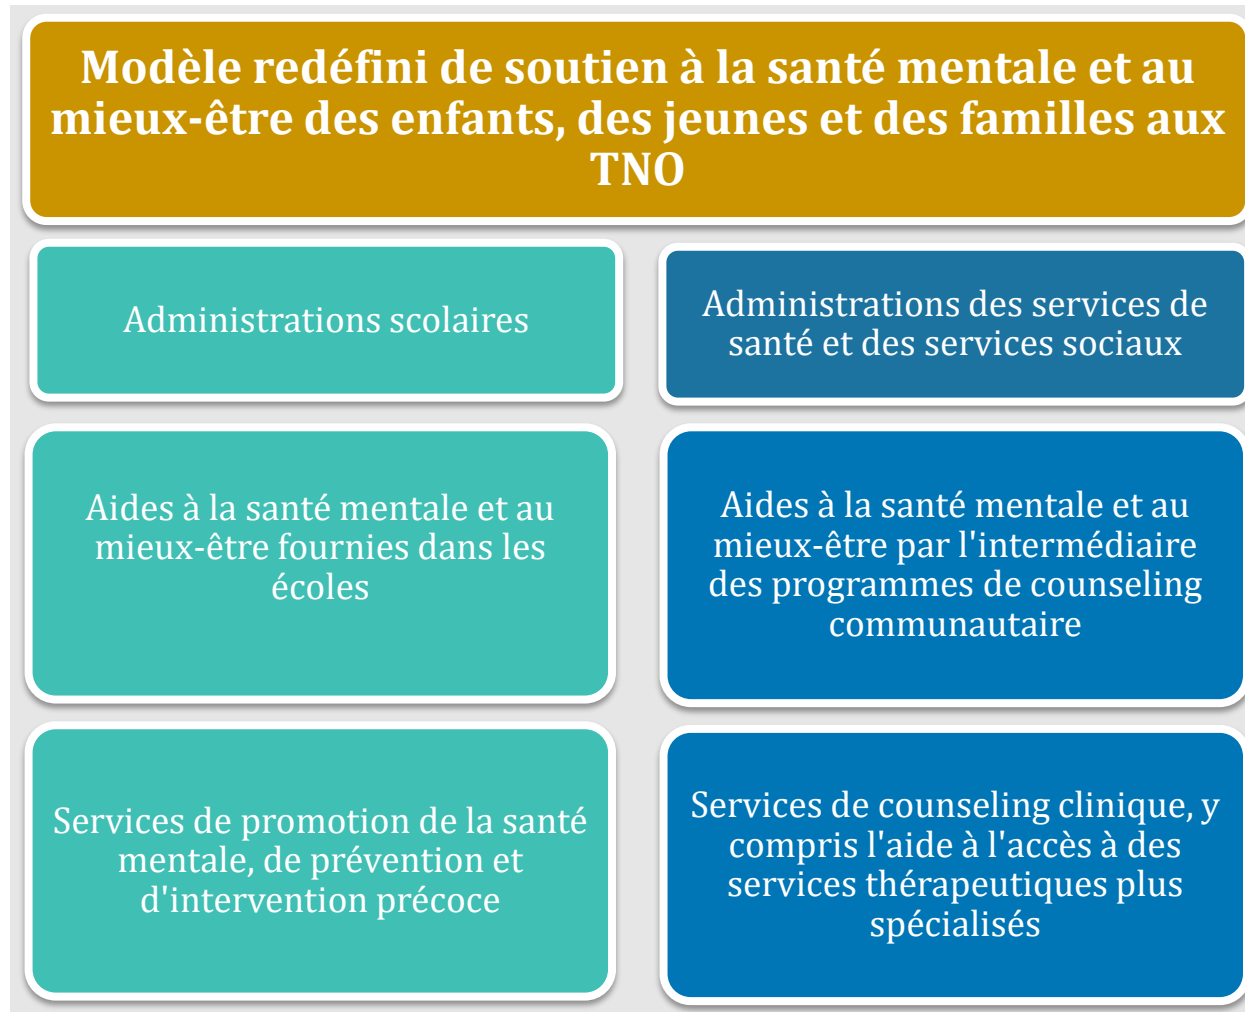 Modèle redéfini de soutien à la santé mentale et au
mieux-être des enfants, des jeunes et des familles aux
TNO
Administrations scolaires
Administrations des services de
santé et des services sociaux
Aides à la santé mentale et au
mieux-être fournies dans les
écoles
Aides à la santé mentale et au
mieux-être par l'intermédiaire
des programmes de counseling
communautaire
Services de promotion de la santé
mentale, de prévention et
d'intervention précoce
Services de counseling clinique, y
compris l'aide à l'accès à des
services thérapeutiques plus
spécialisés